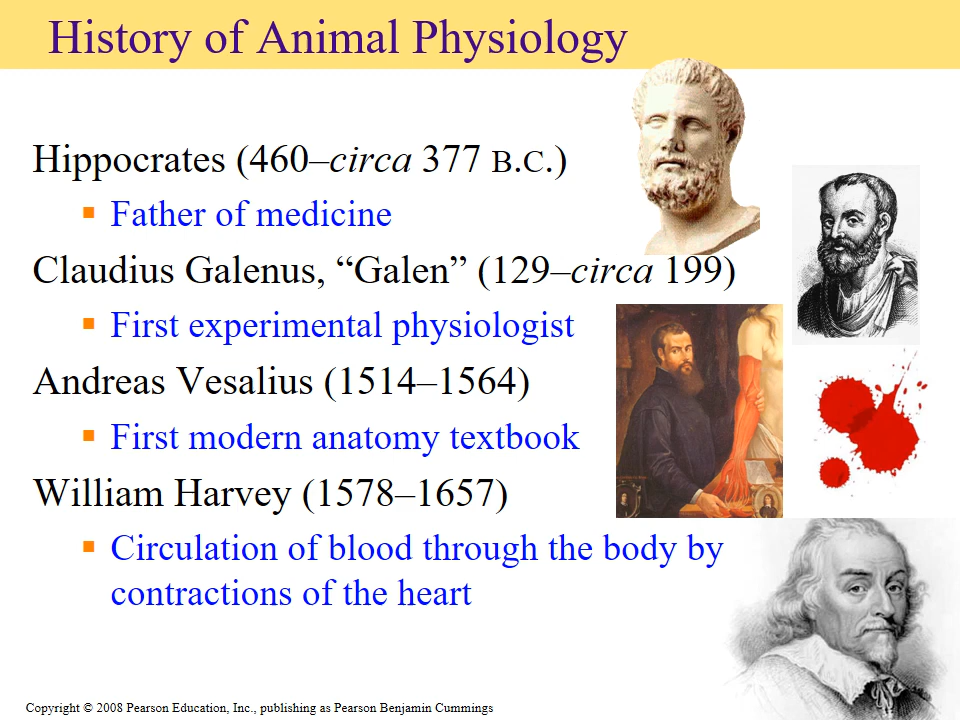 History of Animal Physiology
Hippocrates (460–circa 377 B.C.)
▪ Father of medicine
Claudius Galenus, “Galen” (129–circa 199)
▪ First experimental physiologist
Andreas Vesalius (1514–1564)
▪ First modern anatomy textbook
William Harvey (1578–1657)
▪ Circulation of blood through the body by
contractions of the heart
Copyright © 2008 Pearson Education, Inc., publishing as Pearson Benjamin Cummings